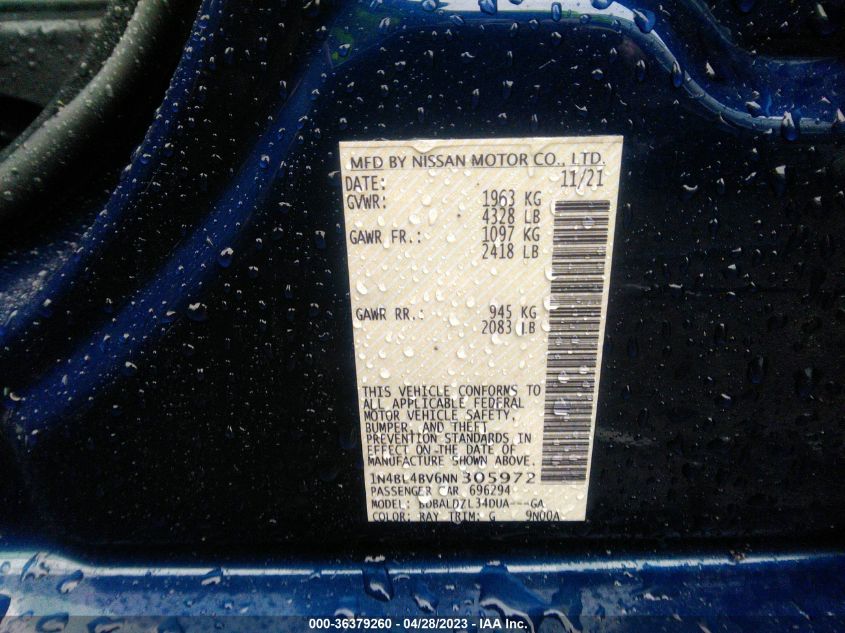 MFD BY NISSAN MOTOR CO., LTD.
DATE: 11/21
GVWR: 1963 KG
4328 LB
GAWR FR.: 1097 KG
2418 LB
GAWR RR.: 945 KG
2083 LB
THIS VEHICLE CONFORMS TO
ALL APPLICABLE FEDERAL
MOTOR VEHICLE SAFETY,
BUMPER, AND THEFT
PREVENTION STANDARDS IN
EFFECT ON THE DATE OF
MANUFACTURE SHOWN ABOVE.
1N4BL4BV6NN305972
PASSENGER CAR 696294
MODEL: BDBALDZL34DUA---GA
COLOR: RAY TRIM: G 9N00A
000-36379260 - 04/28/2023 - IAA Inc.